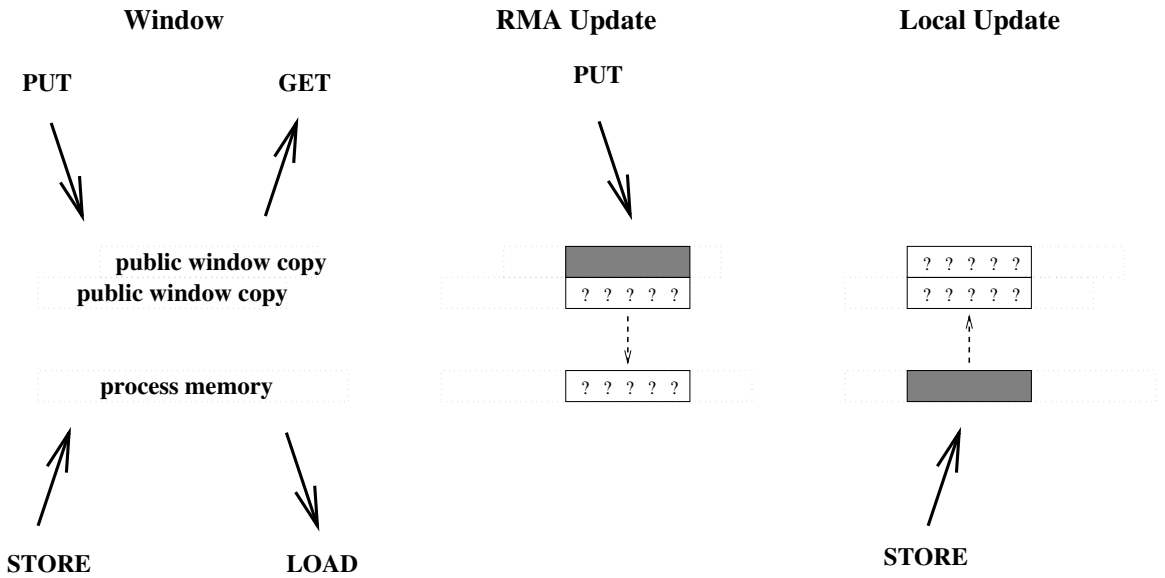 Window
RMA Update
Local Update
PUT
GET
PUT
public window copy
public window copy
? ? ? ? ?
? ? ? ? ?
? ? ? ? ?
process memory
? ? ? ? ?
STORE
LOAD
STORE